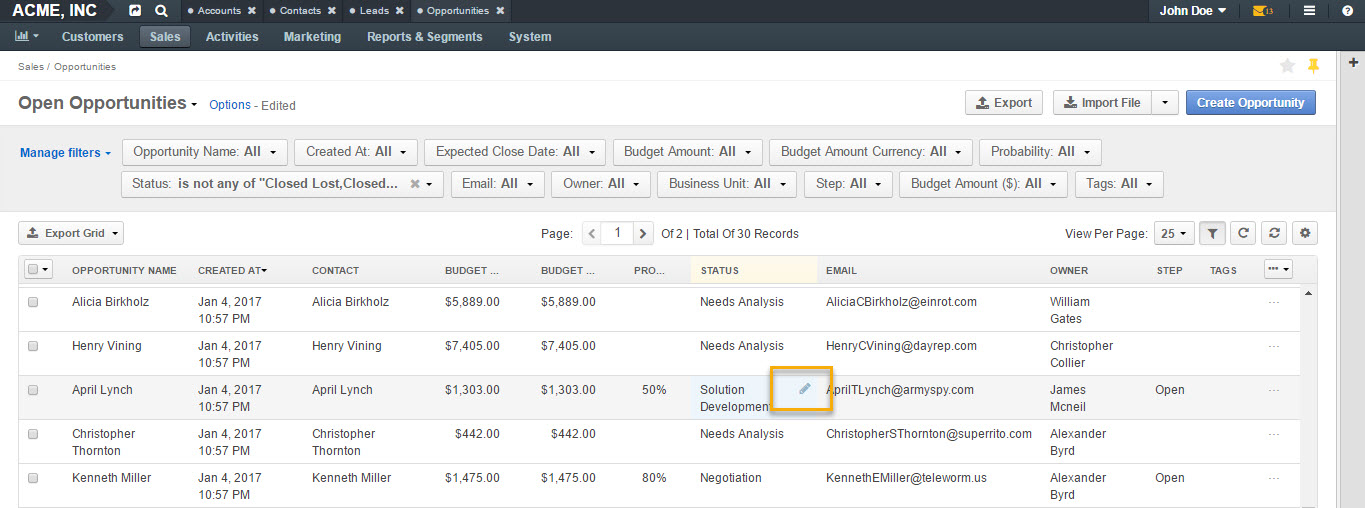 ACME, INC Accounts ✖ Contacts ✖ Leads ✖ Opportunities ✖ John Doe 13
Customers Sales Activities Marketing Reports & Segments System
Sales / Opportunities
Open Opportunities Options - Edited Export Import File Create Opportunity
Manage filters Opportunity Name: All Created At: All Expected Close Date: All Budget Amount: All Budget Amount Currency: All Probability: All
Status: is not any of "Closed Lost,Closed... ✖ Email: All Owner: All Business Unit: All Step: All Budget Amount ($): All Tags: All
Export Grid Page: < 1 > Of 2 | Total Of 30 Records View Per Page: 25
OPPORTUNITY NAME CREATED AT CONTACT BUDGET ... BUDGET ... PRO... STATUS EMAIL OWNER STEP TAGS ...
Alicia Birkholz Jan 4, 2017 Alicia Birkholz $5,889.00 $5,889.00 Needs Analysis AliciaCBirkholz@einrot.com William ...
10:57 PM Gates
Henry Vining Jan 4, 2017 Henry Vining $7,405.00 $7,405.00 Needs Analysis HenryCVining@dayrep.com Christopher ...
10:57 PM Collier
April Lynch Jan 4, 2017 April Lynch $1,303.00 $1,303.00 50% Solution AprilTLynch@armyspy.com James Open ...
10:57 PM Development Mcneil
Christopher Jan 4, 2017 Christopher $442.00 $442.00 Needs Analysis ChristopherSThornton@superrito.com Alexander ...
Thornton 10:57 PM Thornton Byrd
Kenneth Miller Jan 4, 2017 Kenneth Miller $1,475.00 $1,475.00 80% Negotiation KennethEMiller@teleworm.us Alexander Open ...
10:57 PM Byrd